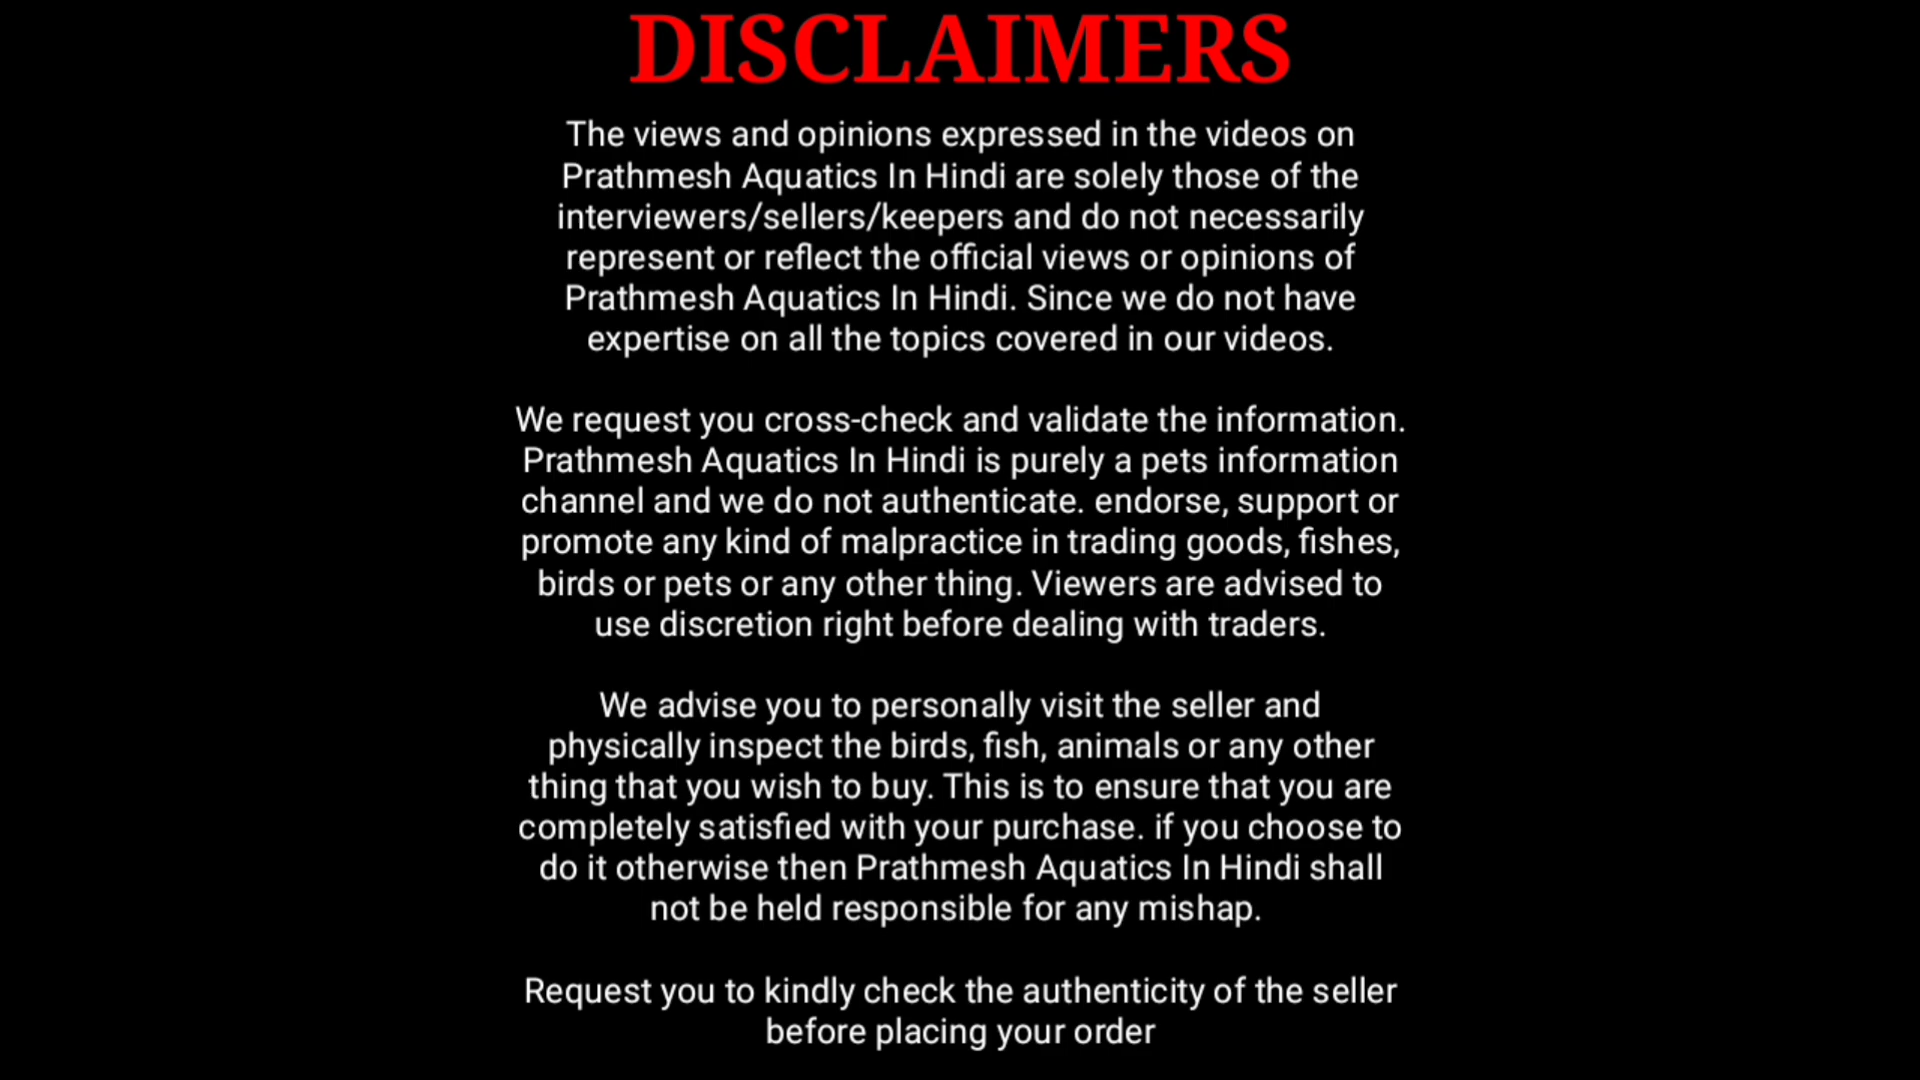 DISCLAIMERS
The views and opinions expressed in the videos on
Prathmesh Aquatics In Hindi are solely those of the
interviewers/sellers/keepers and do not necessarily
represent or reflect the official views or opinions of
Prathmesh Aquatics In Hindi. Since we do not have
expertise on all the topics covered in our videos.
We request you cross-check and validate the information.
Prathmesh Aquatics In Hindi is purely a pets information
channel and we do not authenticate. endorse, support or
promote any kind of malpractice in trading goods, fishes,
birds or pets or any other thing. Viewers are advised to
use discretion right before dealing with traders.
We advise you to personally visit the seller and
physically inspect the birds, fish, animals or any other
thing that you wish to buy. This is to ensure that you are
completely satisfied with your purchase. if you choose to
do it otherwise then Prathmesh Aquatics In Hindi shall
not be held responsible for any mishap.
Request you to kindly check the authenticity of the seller
before placing your order